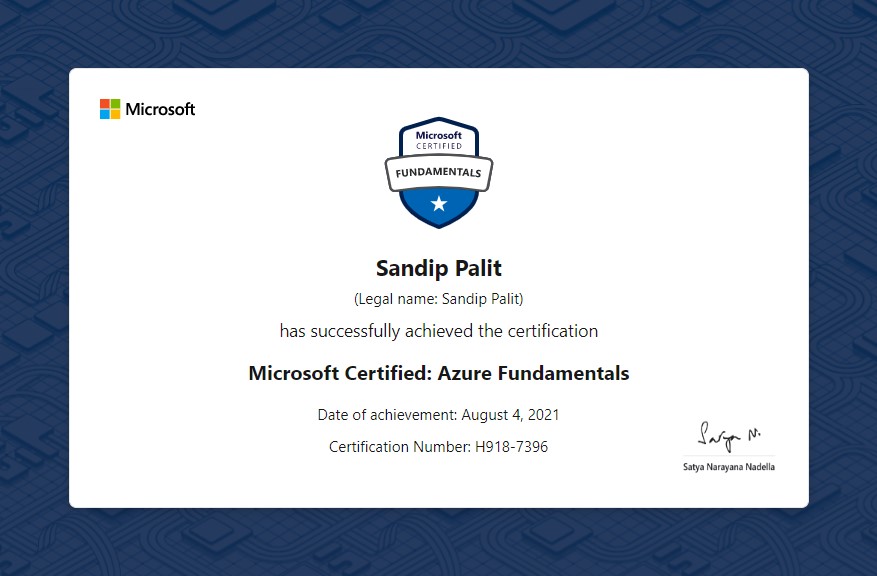 Microsoft
Microsoft
CERTIFIED
FUNDAMENTALS
Sandip Palit
(Legal name: Sandip Palit)
has successfully achieved the certification
Microsoft Certified: Azure Fundamentals
Date of achievement: August 4, 2021
Certification Number: H918-7396
Satya N.
Satya Narayana Nadella